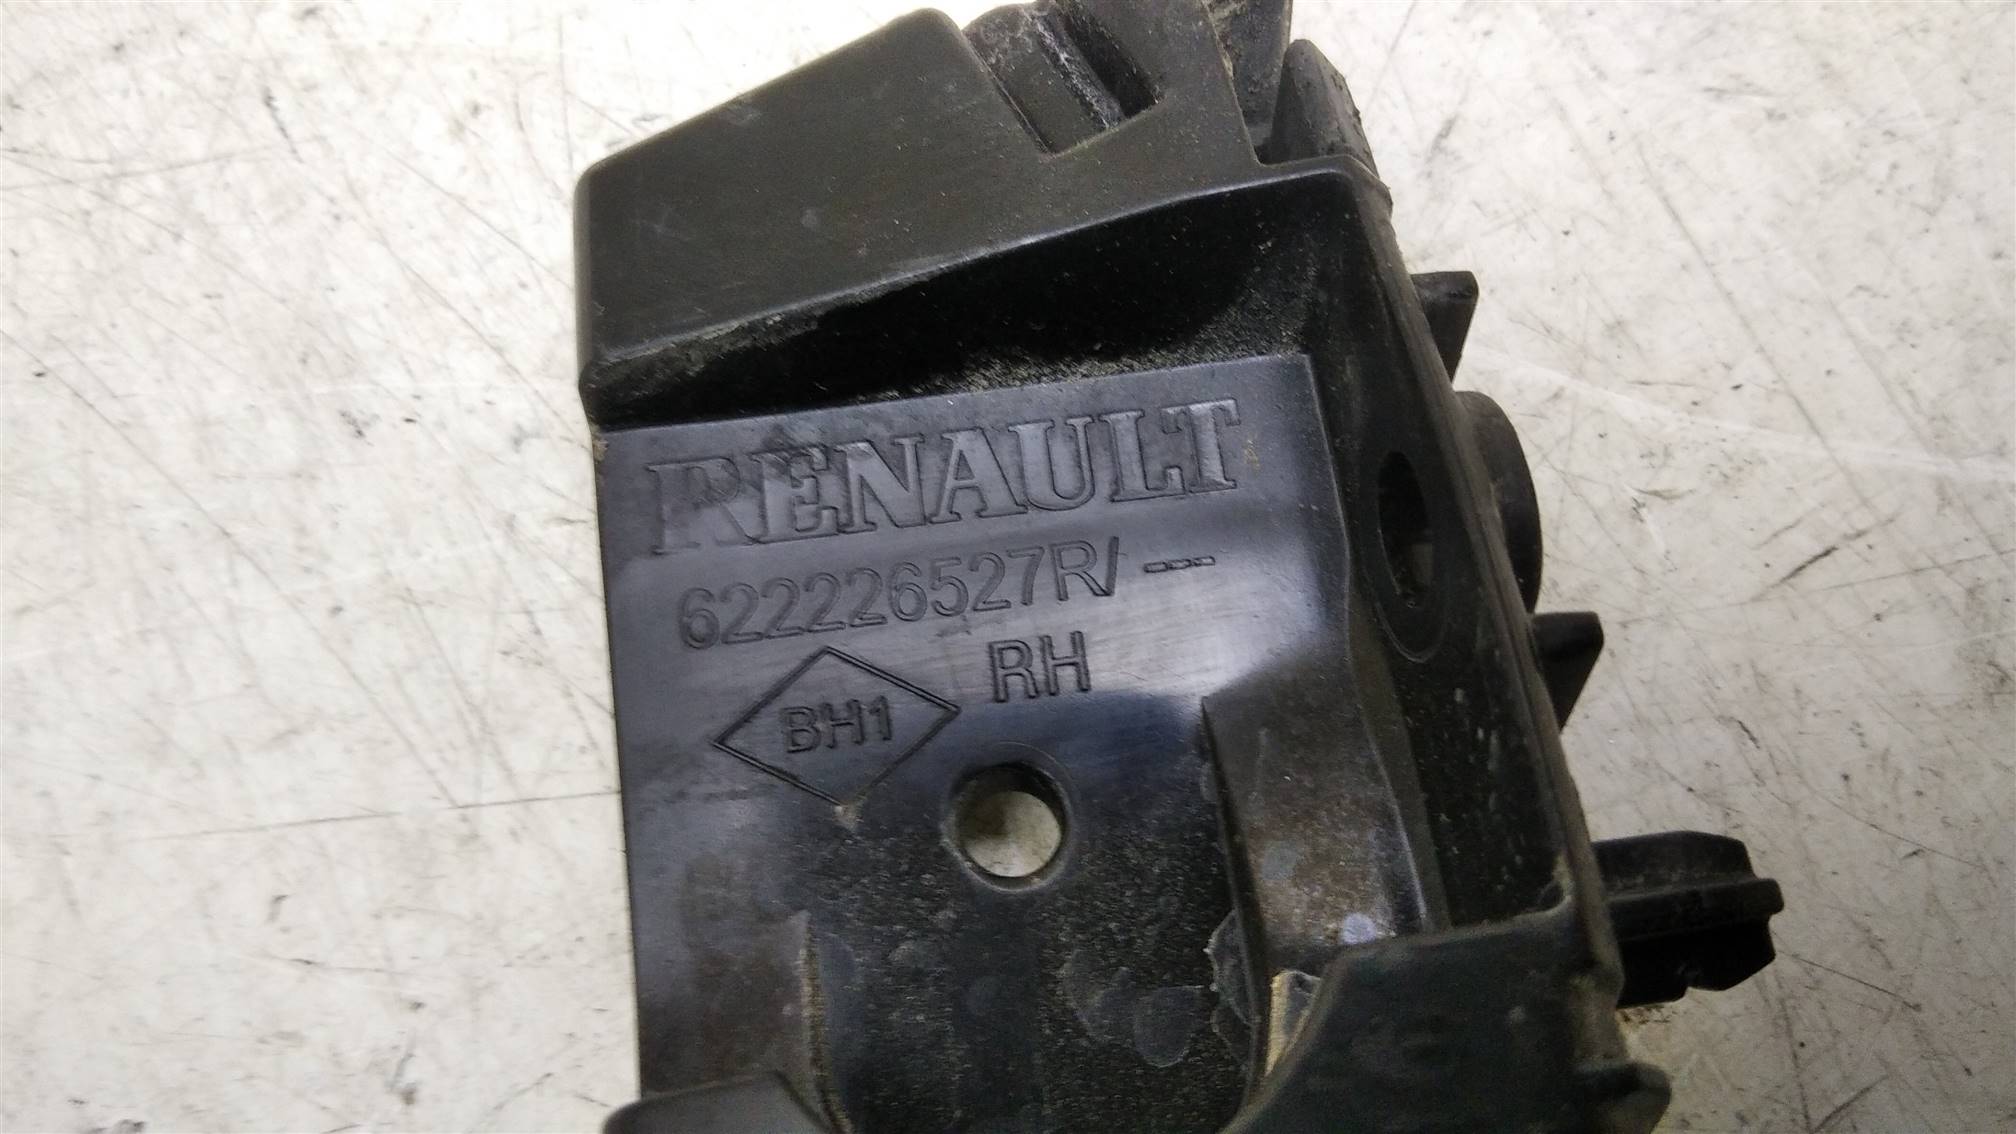 RENAULT
622226527R/ ---
RH
BH1